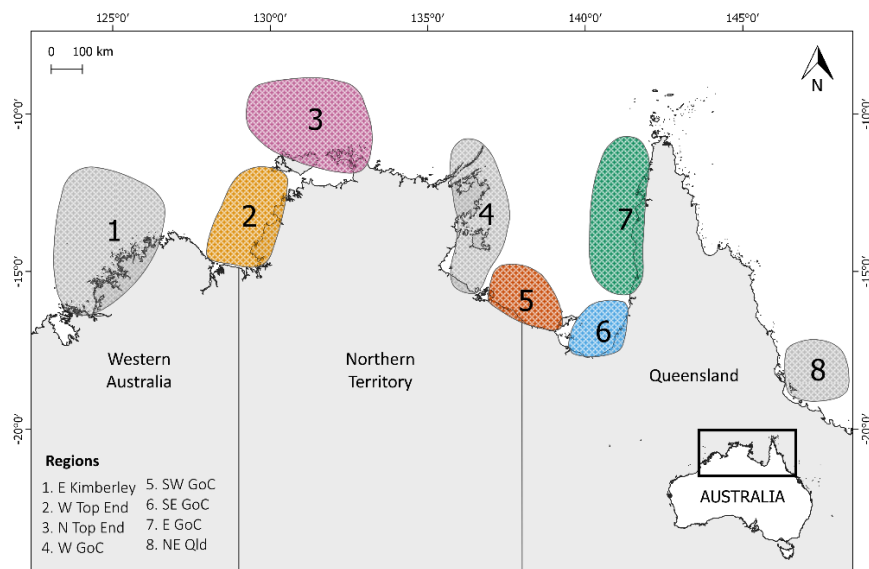 125°0' 130°0' 135°0' 140°0' 145°0'
0 100 km
N
-10°0' -10°0'
3
1
2
4
7
-15°0' -15°0'
5
6
Western
Australia
Northern
Territory
Queensland
8
-20°0' -20°0'
Regions
1. E Kimberley
2. W Top End
3. N Top End
4. W GoC
5. SW GoC
6. SE GoC
7. E GoC
8. NE Qld
AUSTRALIA